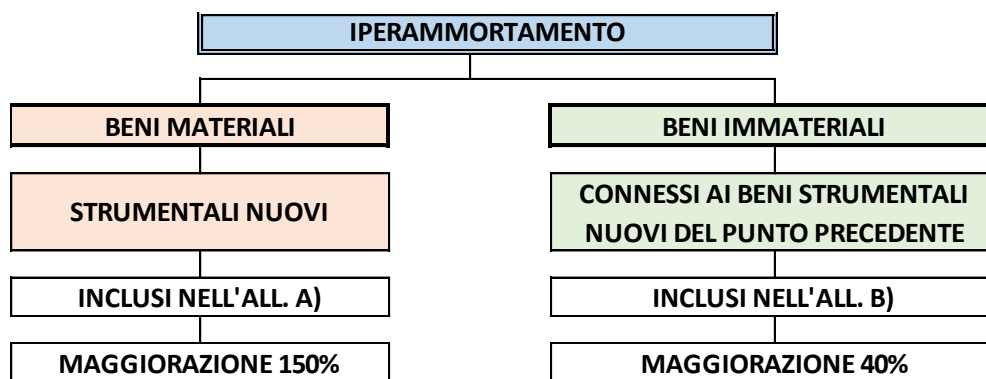 IPERAMMORTAMENTO
BENI MATERIALI
STRUMENTALI NUOVI
INCLUSI NELL'ALL. A)
MAGGIORAZIONE 150%
BENI IMMATERIALI
CONNESSI AI BENI STRUMENTALI
NUOVI DEL PUNTO PRECEDENTE
INCLUSI NELL'ALL. B)
MAGGIORAZIONE 40%